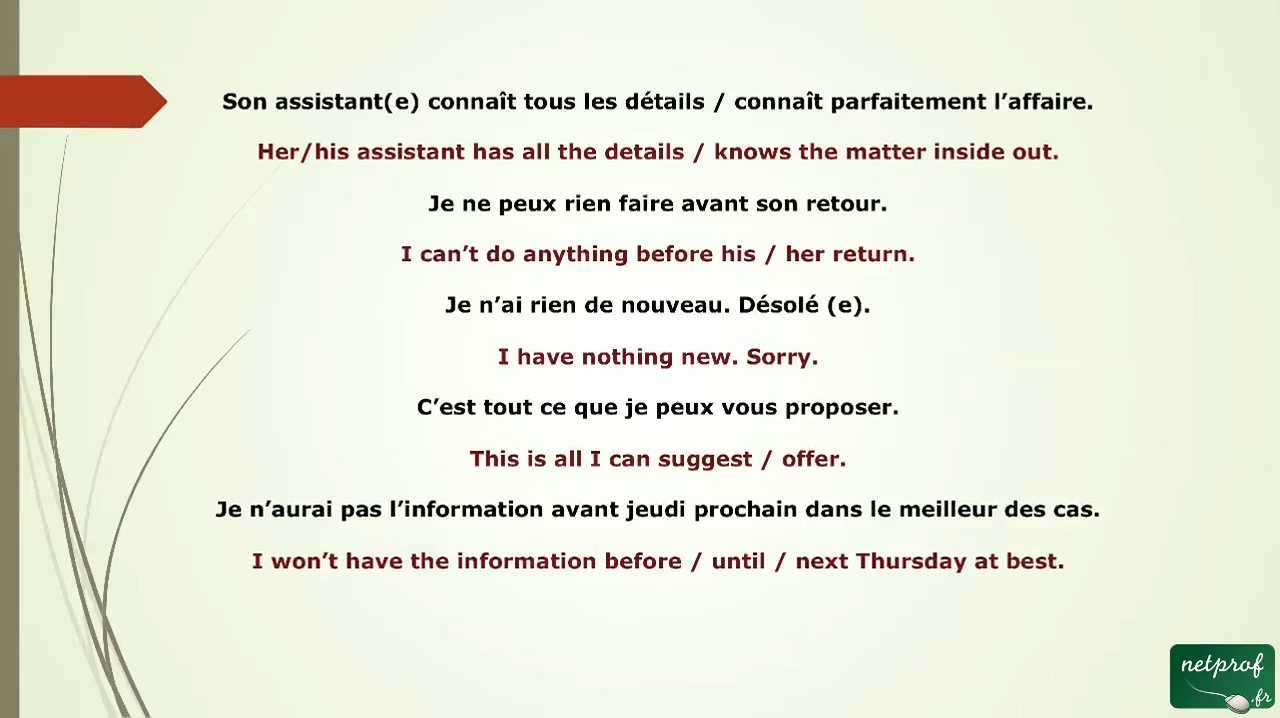 Son assistant(e) connaît tous les détails / connaît parfaitement l’affaire.
Her/his assistant has all the details / knows the matter inside out.
Je ne peux rien faire avant son retour.
I can’t do anything before his / her return.
Je n’ai rien de nouveau. Désolé (e).
I have nothing new. Sorry.
C’est tout ce que je peux vous proposer.
This is all I can suggest / offer.
Je n’aurai pas l’information avant jeudi prochain dans le meilleur des cas.
I won’t have the information before / until / next Thursday at best.
netprof
.fr